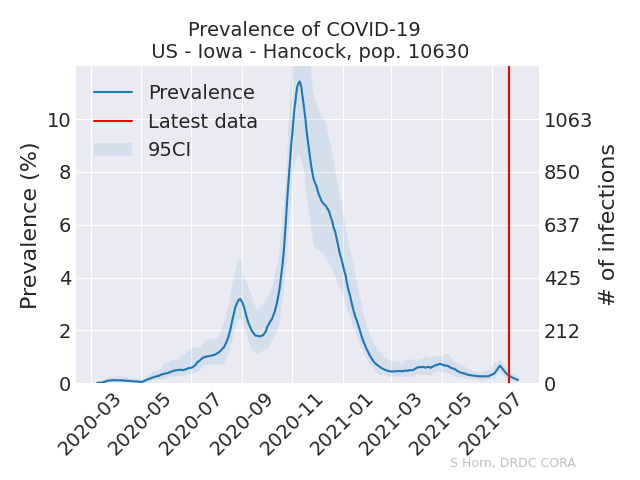 Prevalence of COVID-19
US - Iowa - Hancock, pop. 10630
Prevalence
Latest data
95CI
Prevalence (%)
10
8
6
4
2
0
1063
850
637
425
212
0
# of infections
2020-03
2020-05
2020-07
2020-09
2020-11
2021-01
2021-03
2021-05
2021-07
S Horn, DRDC CORA